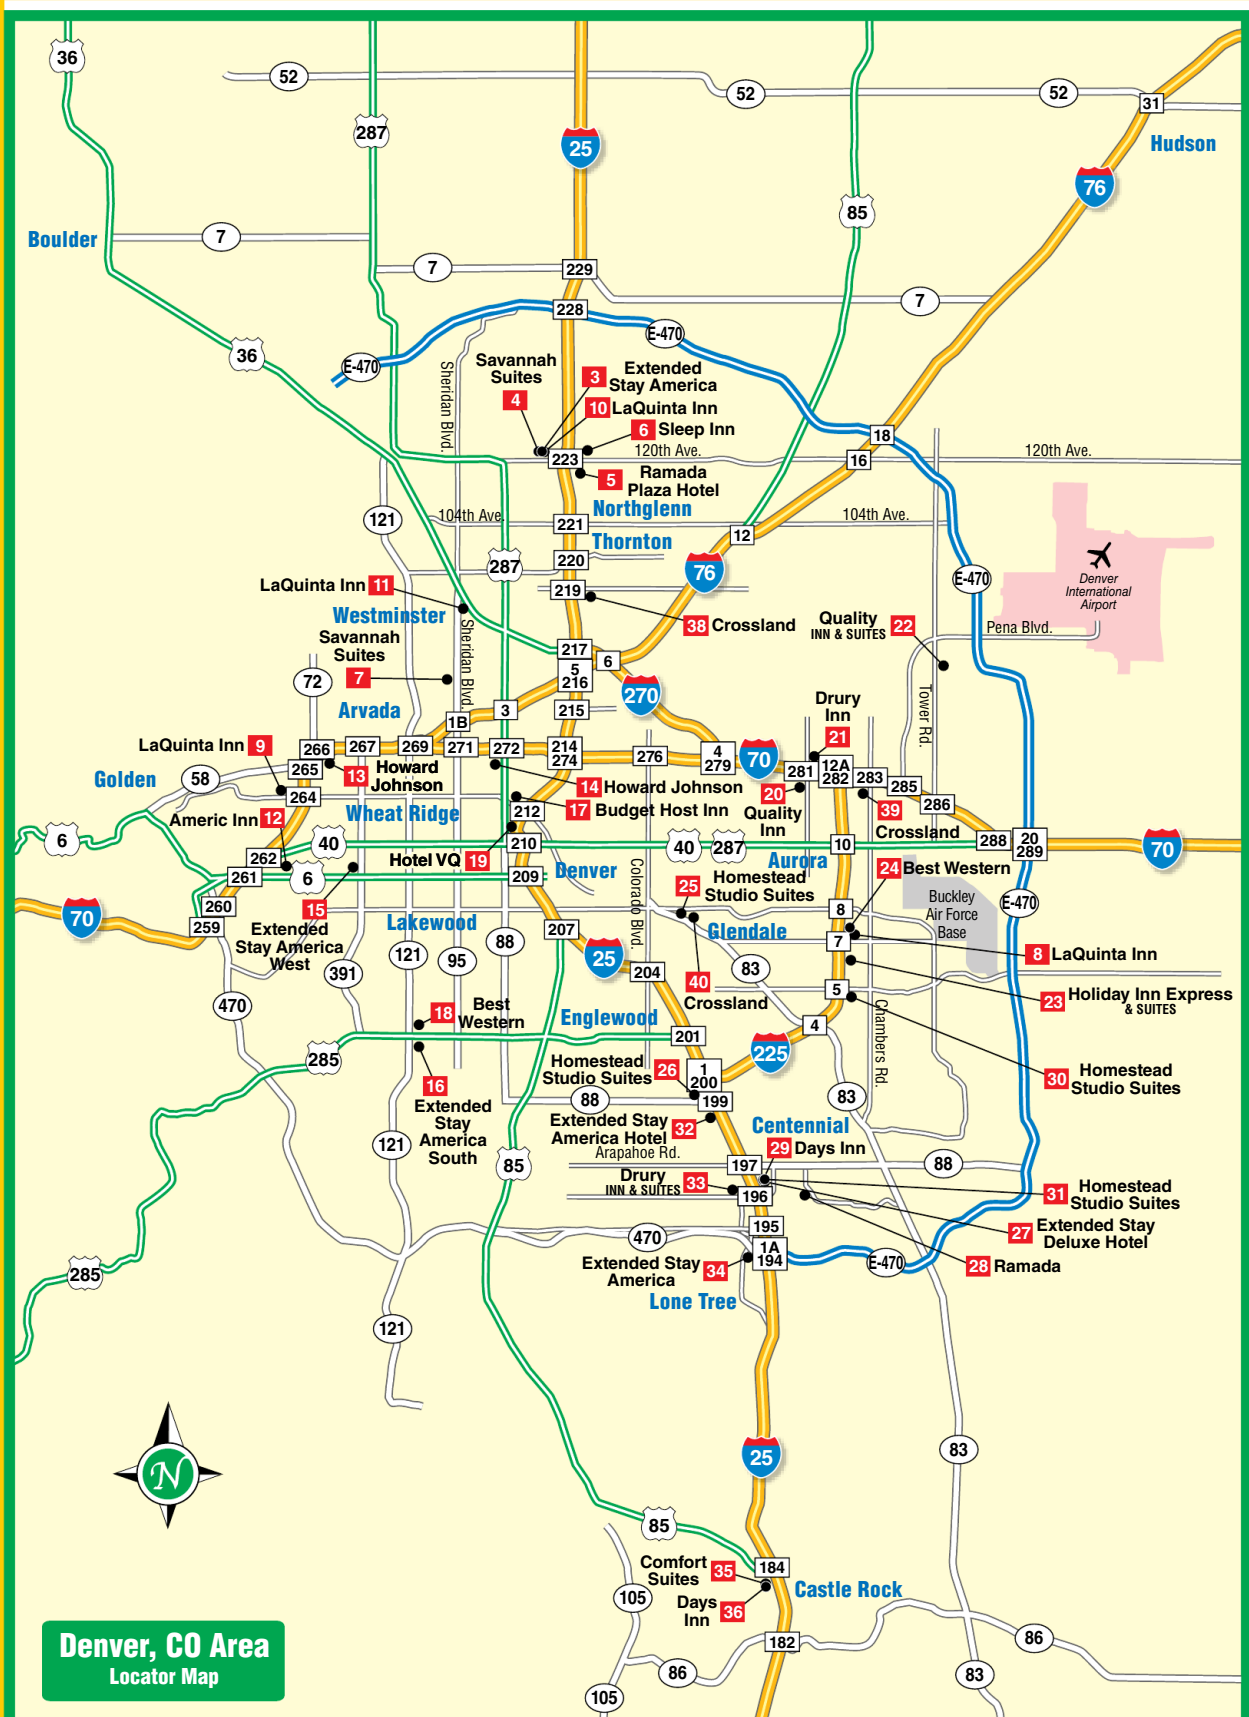 36
287
25
52
52
52
31
Hudson
76
85
Boulder
7
7
229
7
228
E-470
E-470
36
Sheridan Blvd.
Savannah
Suites
4
3
Extended
Stay America
10
LaQuinta Inn
6
Sleep Inn
18
223
120th Ave.
16
120th Ave.
5
Ramada
Plaza Hotel
Northglenn
121
104th Ave.
221
104th Ave.
12
Thornton
220
287
76
E-470
Denver
International
Airport
LaQuinta Inn
11
219
Westminster
38
Crossland
Quality
INN & SUITES
22
Pena Blvd.
Savannah
Suites
7
Sheridan Blvd.
217
5
216
6
72
270
Tower Rd.
Arvada
1B
3
215
Drury
Inn
21
LaQuinta Inn
9
266
267
269
271
272
214
274
276
4
279
70
281
12A
282
283
285
286
Golden
58
265
13
Howard
Johnson
264
14
Howard Johnson
20
Quality
Inn
39
Crossland
Americ Inn
12
Wheat Ridge
212
17
Budget Host Inn
6
40
210
40
287
10
288
20
289
70
262
Hotel VQ
19
Aurora
261
6
209
Denver
Colorado Blvd.
25
Homestead
Studio Suites
24
Best Western
Buckley
Air Force
Base
E-470
70
260
259
15
Extended
Stay America
West
Lakewood
207
8
Glendale
7
8
LaQuinta Inn
121
95
88
25
204
83
391
40
Crossland
5
23
Holiday Inn Express
& SUITES
470
18
Best
Western
Englewood
201
4
Chambers Rd.
285
225
Homestead
Studio Suites
26
1
200
30
Homestead
Studio Suites
16
Extended
Stay
America
South
88
199
83
Extended Stay
America Hotel
32
Centennial
121
Arapahoe Rd.
29
Days Inn
85
197
88
Drury
INN & SUITES
33
196
31
Homestead
Studio Suites
27
Extended Stay
Deluxe Hotel
470
195
1A
194
E-470
28
Ramada
285
Extended Stay
America
34
Lone Tree
121
N
25
83
85
184
Comfort
Suites
35
Days
Inn
36
Castle Rock
105
182
86
86
83
105
Denver, CO Area
Locator Map